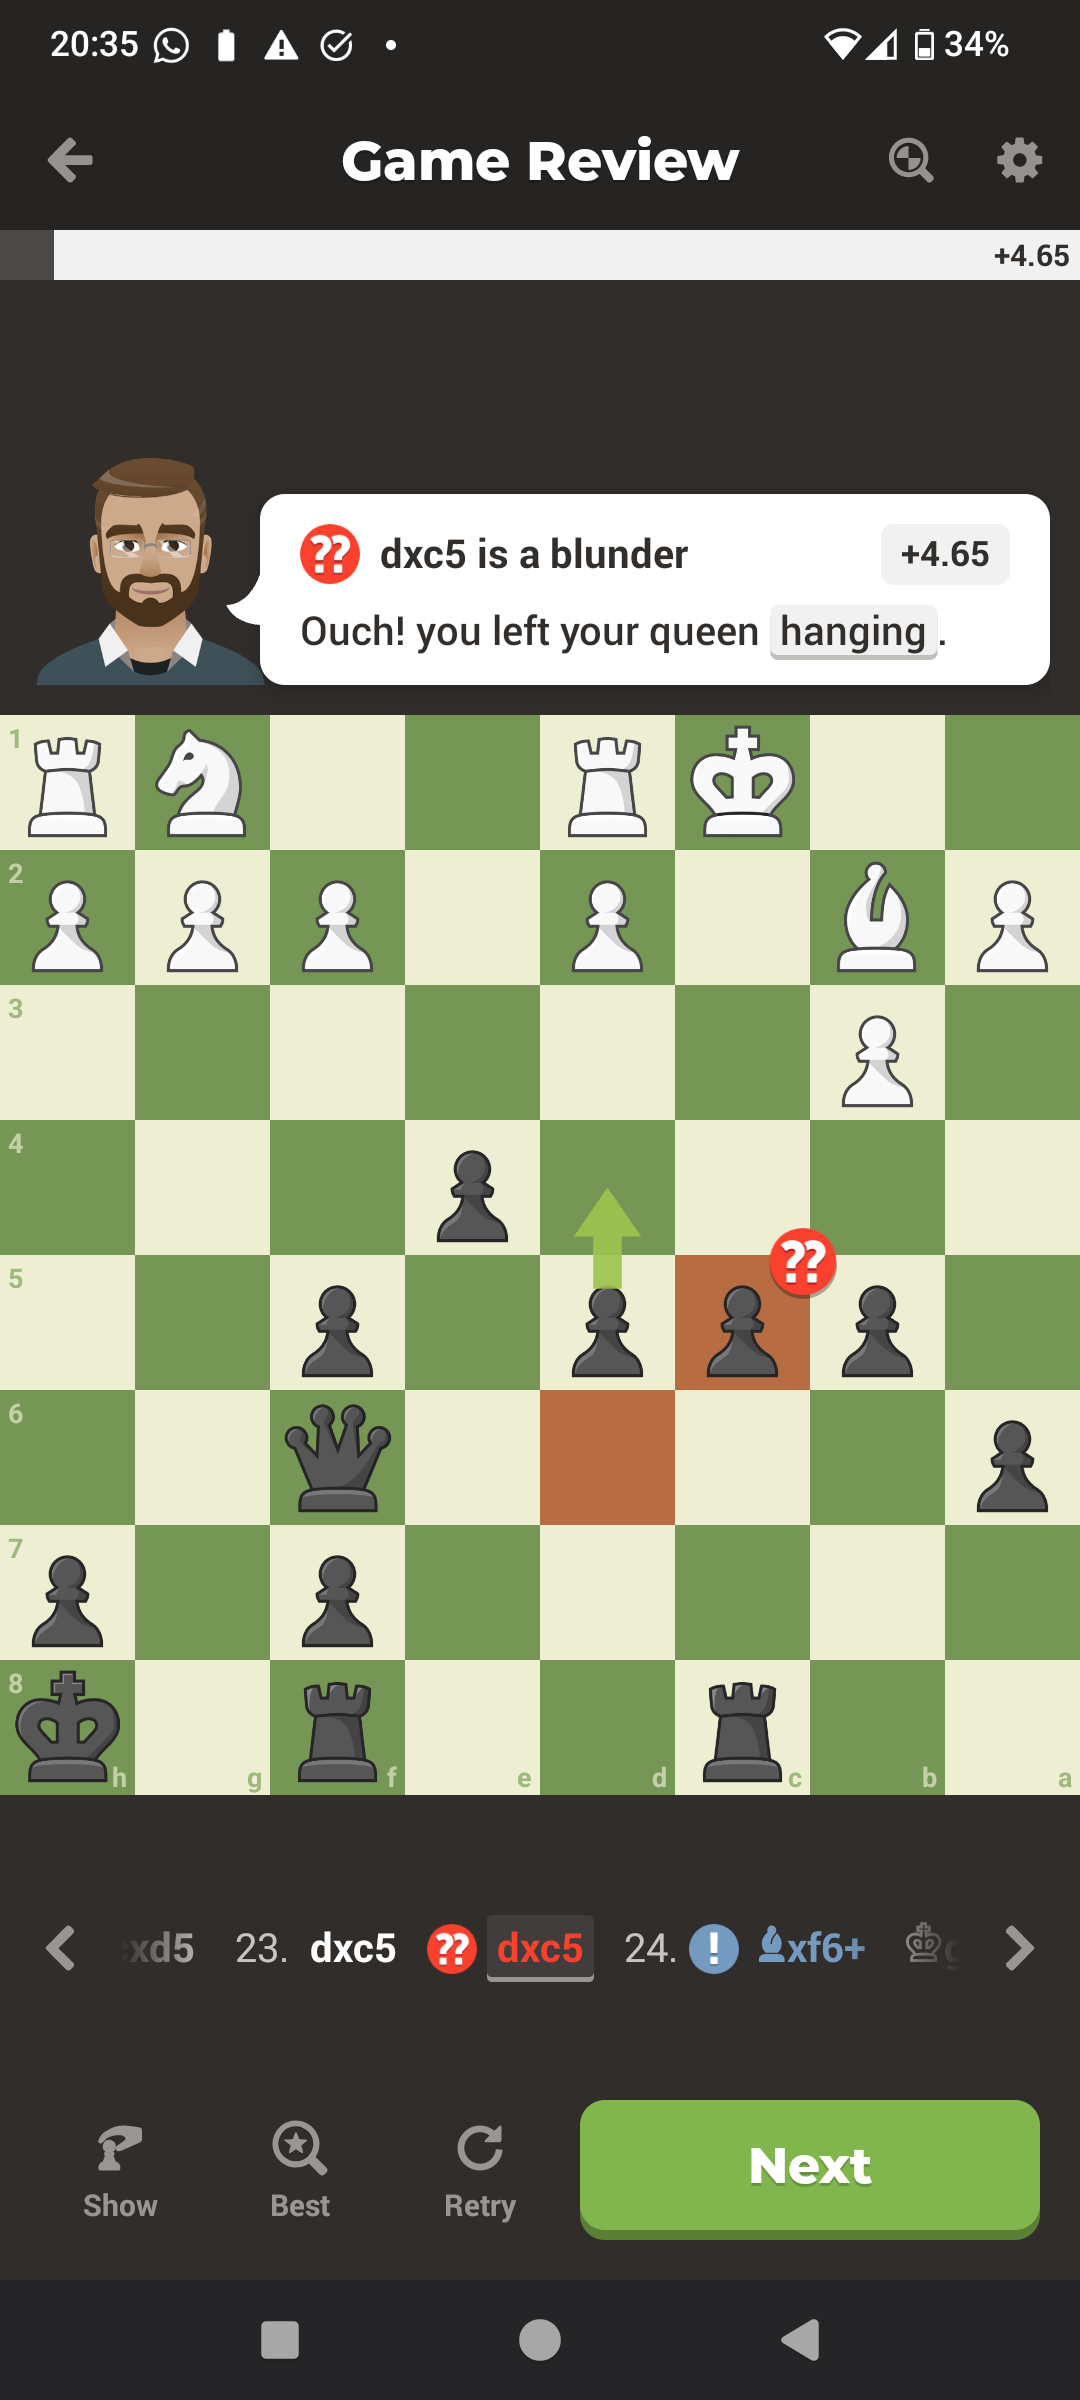 20:35
34%
Game Review
+4.65
?? dxc5 is a blunder +4.65
Ouch! you left your queen hanging.
1
2
3
4
5
??
6
7
8
h g f e d c b a
xd5 23. dxc5 ?? dxc5 24. ! xf6+
Show Best Retry Next